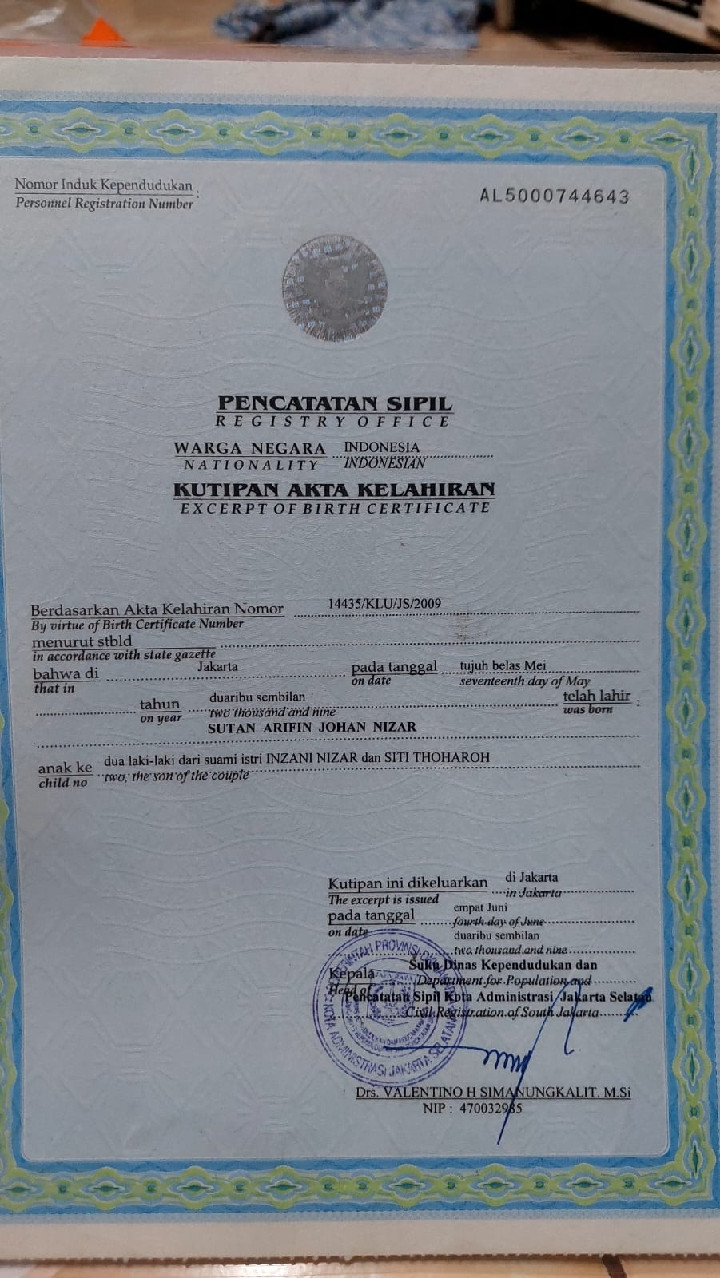 Nomor Induk Kependudukan :
Personnel Registration Number
AL5000744643
PENCATATAN SIPIL
REGISTRY OFFICE
WARGA NEGARA INDONESIA
NATIONALITY INDONESIAN
KUTIPAN AKTA KELAHIRAN
EXCERPT OF BIRTH CERTIFICATE
Berdasarkan Akta Kelahiran Nomor 14435/KLU/JS/2009
By virtue of Birth Certificate Number
menurut stbld
in accordance with state gazette
bahwa di Jakarta pada tanggal tujuh belas Mei
that in on date seventeenth day of May
tahun duaribu sembilan telah lahir :
on year two thousand and nine was born
SUTAN ARIFIN JOHAN NIZAR
anak ke dua laki-laki dari suami istri INZANI NIZAR dan SITI THOHAROH
child no two, the son of the couple
Kutipan ini dikeluarkan di Jakarta
The excerpt is issued in Jakarta
pada tanggal empat Juni
on date fourth day of June
duaribu sembilan
two thousand and nine
Kepala Suku Dinas Kependudukan dan
Head of Department for Population and
Pencatatan Sipil Kota Administrasi Jakarta Selatan
Civil Registration of South Jakarta
KOTA ADMINISTRASI JAKARTA SELATAN
Drs. VALENTINO H SIMANUNGKALIT. M.Si
NIP : 470032985